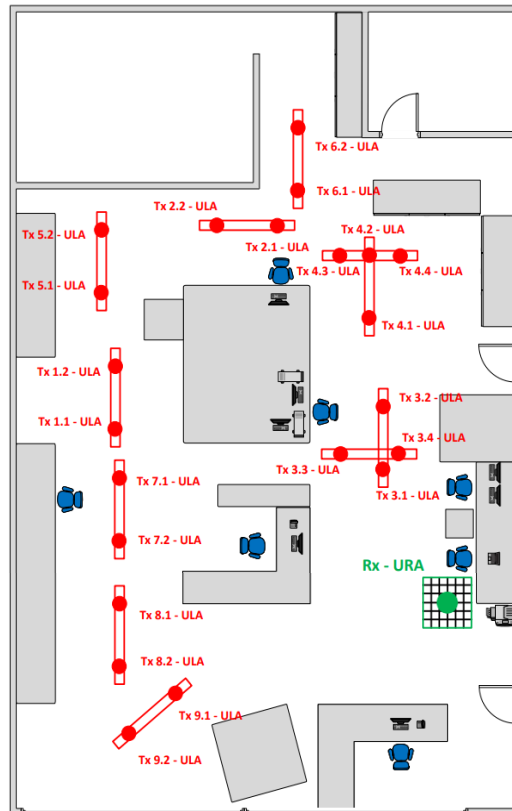 Tx 6.2 - ULA
Tx 6.1 - ULA
Tx 2.2 - ULA
Tx 5.2 - ULA
Tx 2.1 - ULA
Tx 4.2 - ULA
Tx 4.3 - ULA
Tx 4.4 - ULA
Tx 5.1 - ULA
Tx 4.1 - ULA
Tx 1.2 - ULA
Tx 3.2 - ULA
Tx 1.1 - ULA
Tx 3.4 - ULA
Tx 3.3 - ULA
Tx 3.1 - ULA
Tx 7.1 - ULA
Tx 7.2 - ULA
Rx - URA
Tx 8.1 - ULA
Tx 8.2 - ULA
Tx 9.1 - ULA
Tx 9.2 - ULA